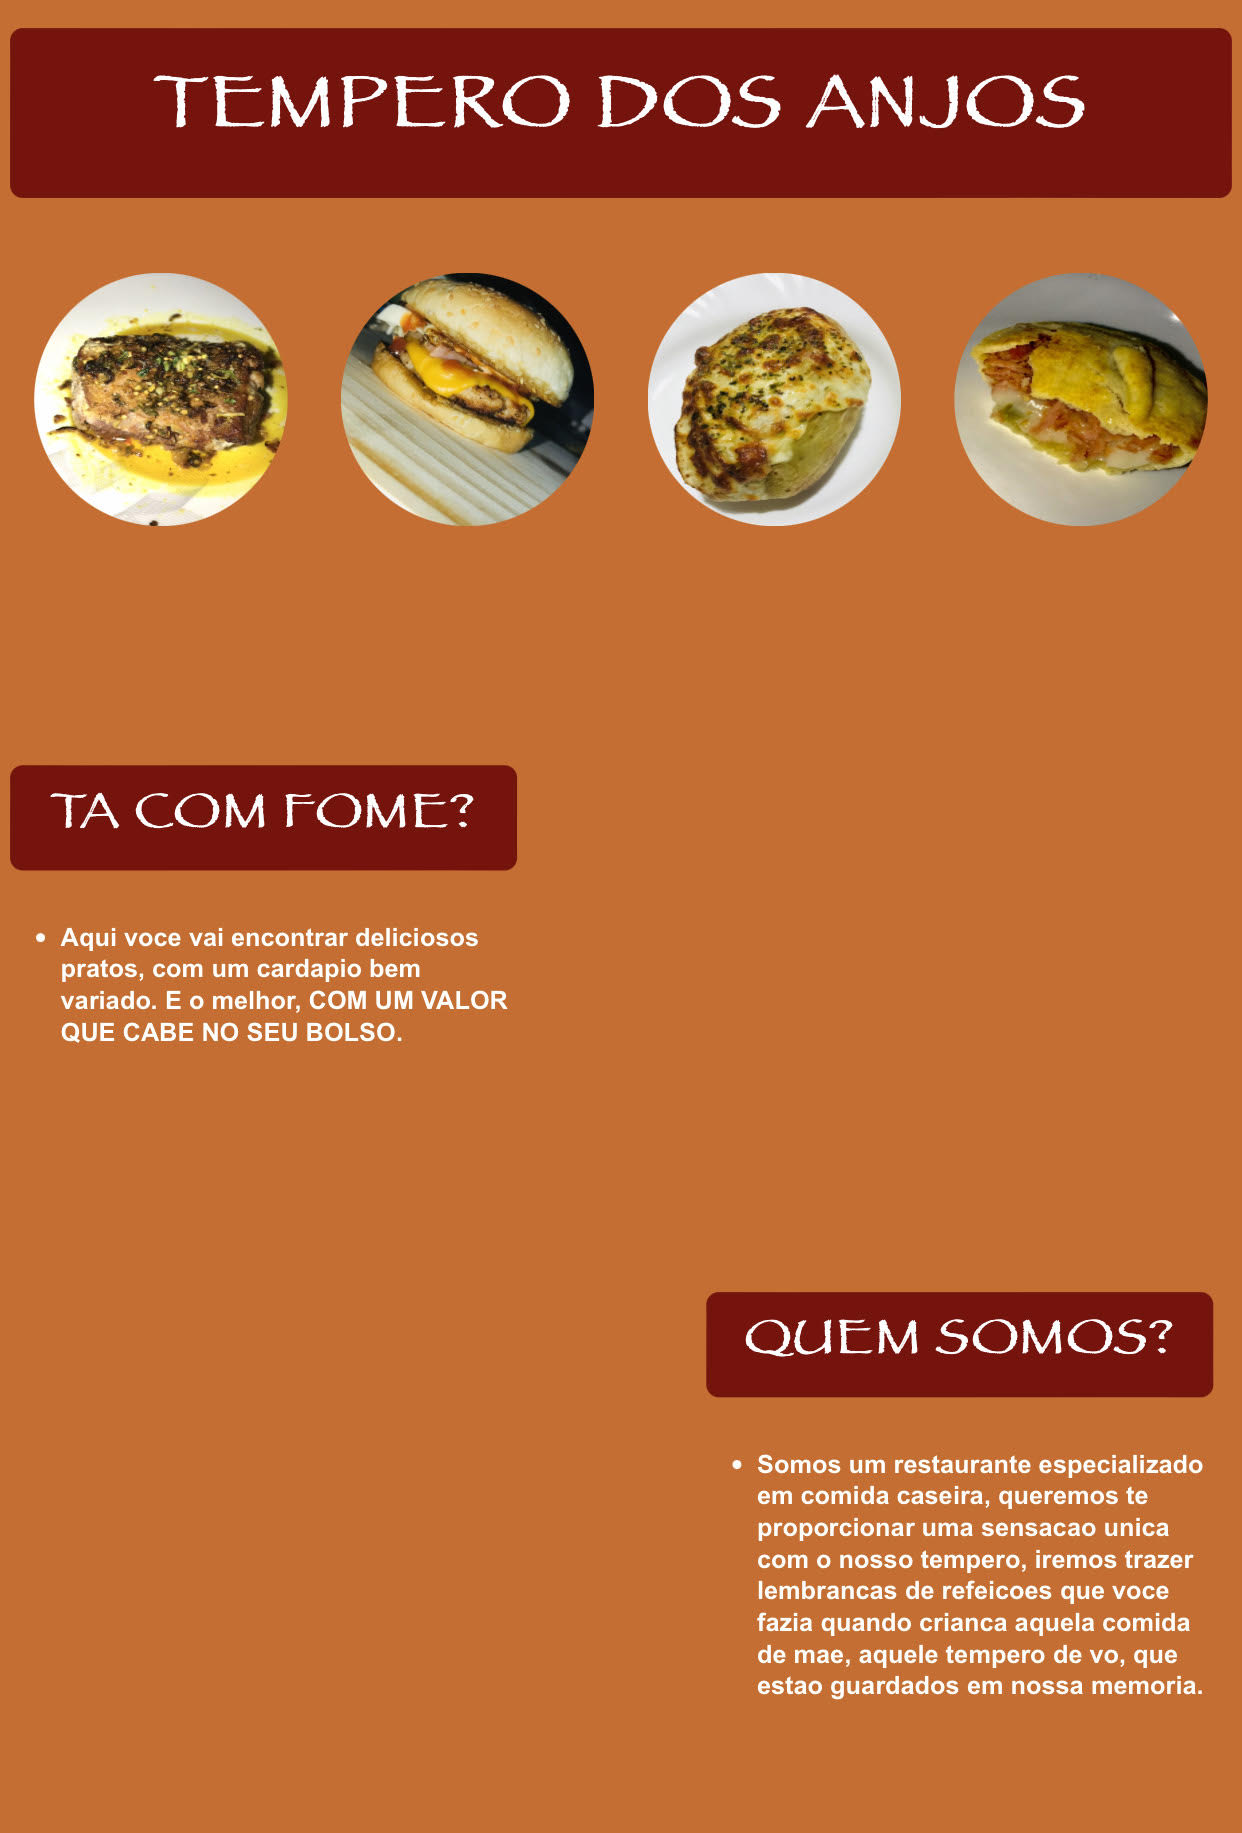 TEMPERO DOS ANJOS
TA COM FOME?
Aqui voce vai encontrar deliciosos
pratos, com um cardapio bem
variado. E o melhor, COM UM VALOR
QUE CABE NO SEU BOLSO.
QUEM SOMOS?
Somos um restaurante especializado
em comida caseira, queremos te
proporcionar uma sensacao unica
com o nosso tempero, iremos trazer
lembrancas de refeicoes que voce
fazia quando crianca aquela comida
de mae, aquele tempero de vo, que
estao guardados em nossa memoria.